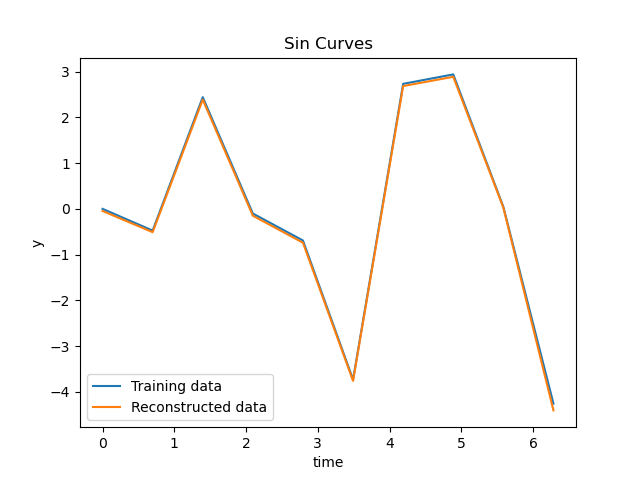 Sin Curves
3
2
1
0
−1
−2
−3
−4
y
Training data
Reconstructed data
0 1 2 3 4 5 6
time